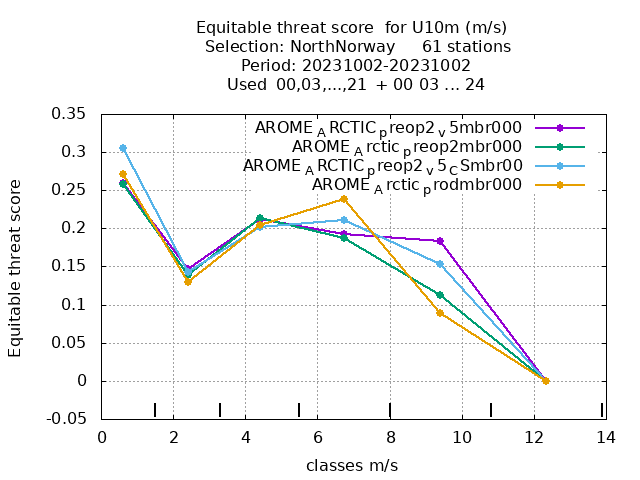 Equitable threat score for U10m (m/s)
Selection: NorthNorway 61 stations
Period: 20231002-20231002
Used 00,03,...,21 + 00 03 ... 24
0.35
0.3
0.25
0.2
0.15
0.1
0.05
0
-0.05
Equitable threat score
AROME_ARCTIC_preop2_v5mbr000
AROME_Arctic_preop2mbr000
AROME_ARCTIC_preop2_v5_CSmbr00
AROME_Arctic_prodmbr000
0 2 4 6 8 10 12 14
classes m/s